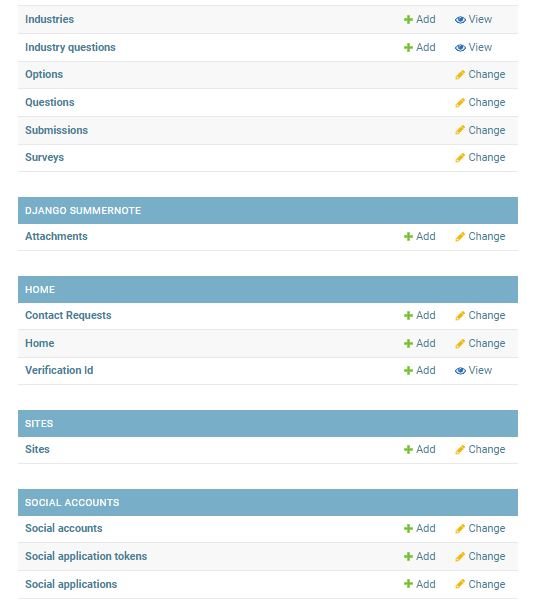 Industries Add View
Industry questions Add View
Options Change
Questions Change
Submissions Change
Surveys Change
DJANGO SUMMERNOTE
Attachments Add Change
HOME
Contact Requests Add Change
Home Add Change
Verification Id Add View
SITES
Sites Add Change
SOCIAL ACCOUNTS
Social accounts Add Change
Social application tokens Add Change
Social applications Add Change